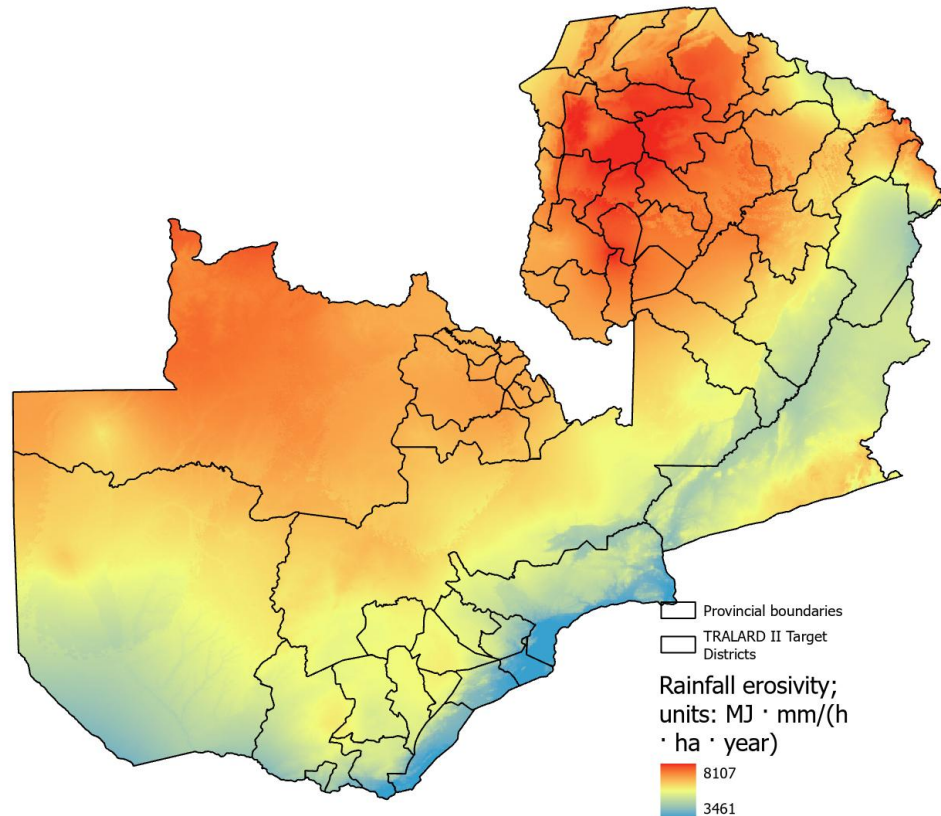 Provincial boundaries
TRALARD II Target
Districts
Rainfall erosivity;
units: MJ · mm/(h
· ha · year)
8107
3461